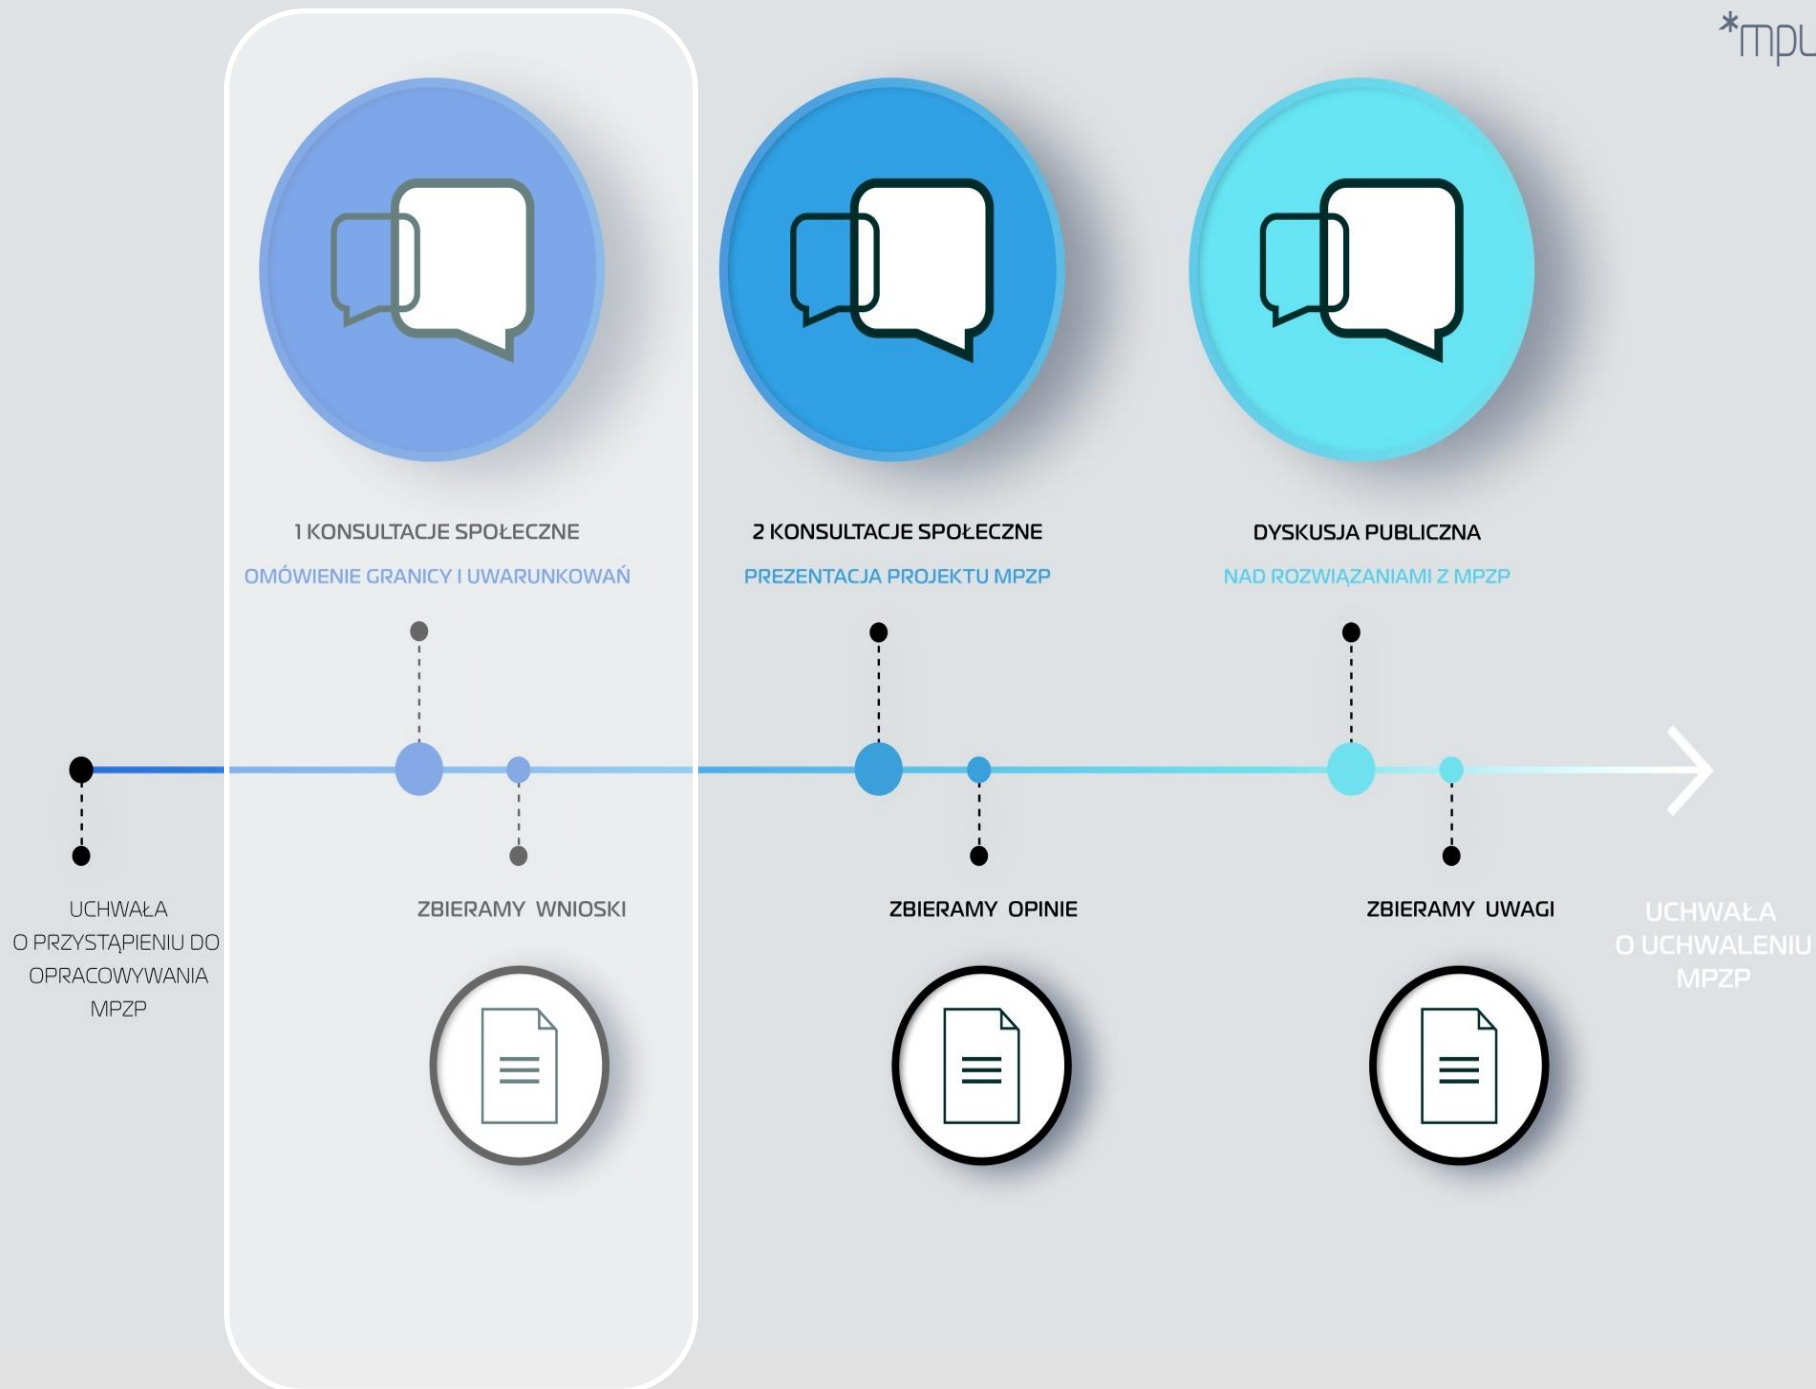 *mpu
1 KONSULTACJE SPOŁECZNE
OMÓWIENIE GRANICY I UWARUNKOWAŃ
2 KONSULTACJE SPOŁECZNE
PREZENTACJA PROJEKTU MPZP
DYSKUSJA PUBLICZNA
NAD ROZWIĄZANIAMI Z MPZP
UCHWAŁA
O PRZYSTĄPIENIU DO
OPRACOWYWANIA
MPZP
ZBIERAMY WNIOSKI
ZBIERAMY OPINIE
ZBIERAMY UWAGI
UCHWAŁA
O UCHWALENIU
MPZP